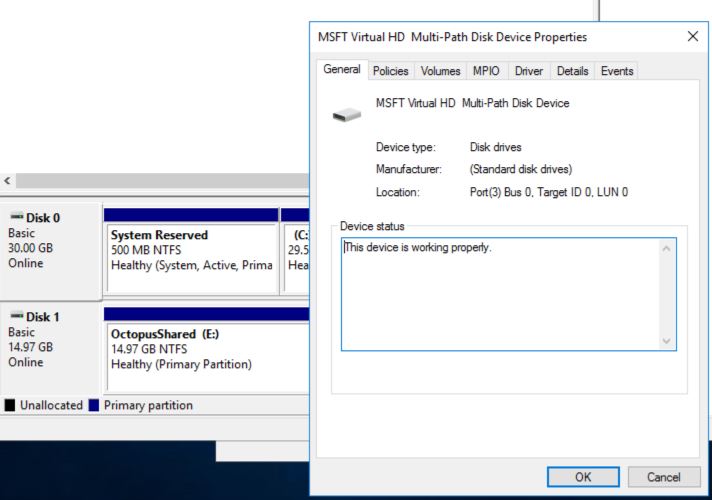 MSFT Virtual HD Multi-Path Disk Device Properties
General Policies Volumes MPIO Driver Details Events
MSFT Virtual HD Multi-Path Disk Device
Device type: Disk drives
Manufacturer: (Standard disk drives)
Location: Port(3) Bus 0, Target ID 0, LUN 0
Device status
This device is working properly.
OK Cancel
Disk 0
Basic
30.00 GB
Online
System Reserved
500 MB NTFS
Healthy (System, Active, Prima
(C:
29.5
Hea
Disk 1
Basic
14.97 GB
Online
OctopusShared (E:)
14.97 GB NTFS
Healthy (Primary Partition)
Unallocated Primary partition